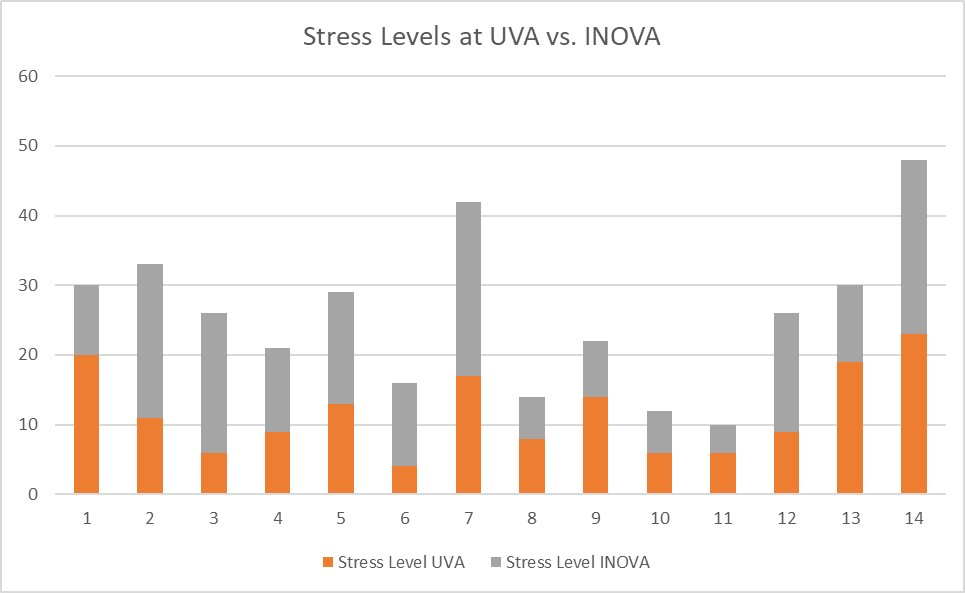 Stress Levels at UVA vs. INOVA
60
50
40
30
20
10
0
1 2 3 4 5 6 7 8 9 10 11 12 13 14
Stress Level UVA Stress Level INOVA